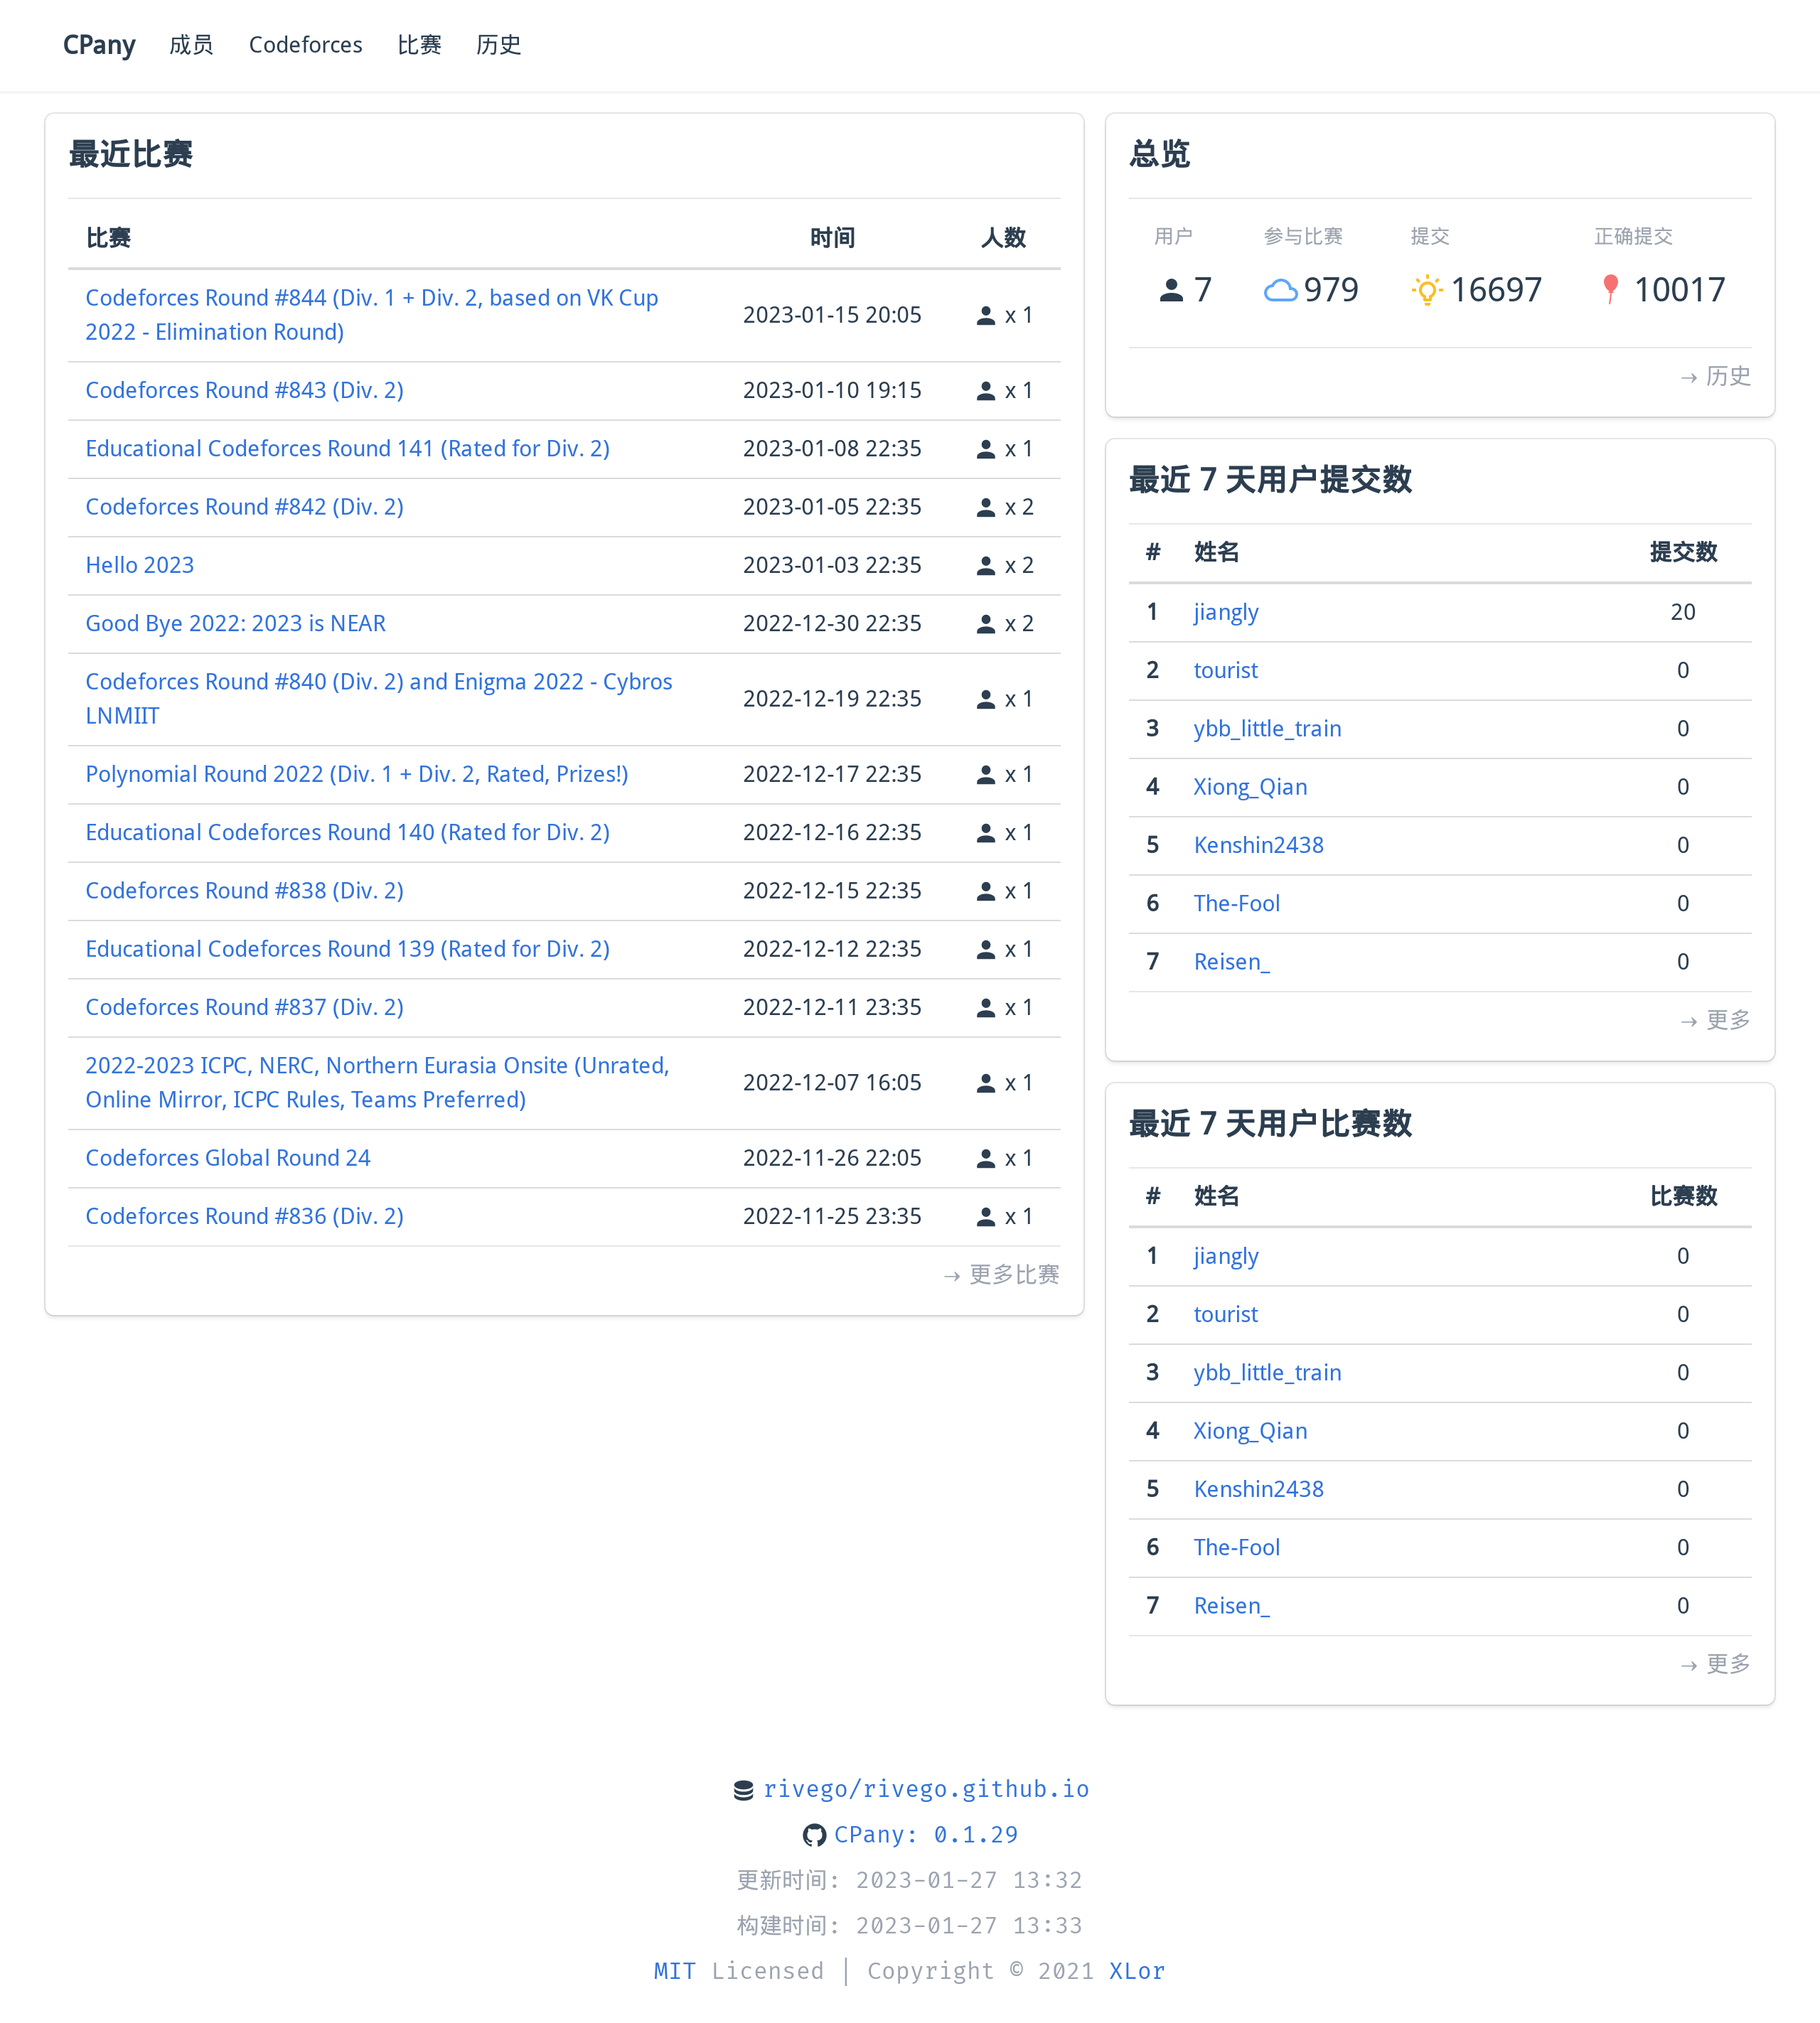 CPany 成员 Codeforces 比赛 历史
最近比赛
比赛 时间 人数
Codeforces Round #844 (Div. 1 + Div. 2, based on VK Cup
2022 - Elimination Round) 2023-01-15 20:05 x 1
Codeforces Round #843 (Div. 2) 2023-01-10 19:15 x 1
Educational Codeforces Round 141 (Rated for Div. 2) 2023-01-08 22:35 x 1
Codeforces Round #842 (Div. 2) 2023-01-05 22:35 x 2
Hello 2023 2023-01-03 22:35 x 2
Good Bye 2022: 2023 is NEAR 2022-12-30 22:35 x 2
Codeforces Round #840 (Div. 2) and Enigma 2022 - Cybros
LNMIIT 2022-12-19 22:35 x 1
Polynomial Round 2022 (Div. 1 + Div. 2, Rated, Prizes!) 2022-12-17 22:35 x 1
Educational Codeforces Round 140 (Rated for Div. 2) 2022-12-16 22:35 x 1
Codeforces Round #838 (Div. 2) 2022-12-15 22:35 x 1
Educational Codeforces Round 139 (Rated for Div. 2) 2022-12-12 22:35 x 1
Codeforces Round #837 (Div. 2) 2022-12-11 23:35 x 1
2022-2023 ICPC, NERC, Northern Eurasia Onsite (Unrated,
Online Mirror, ICPC Rules, Teams Preferred) 2022-12-07 16:05 x 1
Codeforces Global Round 24 2022-11-26 22:05 x 1
Codeforces Round #836 (Div. 2) 2022-11-25 23:35 x 1
→ 更多比赛
总览
用户 参与比赛 提交 正确提交
7 979 16697 10017
→ 历史
最近 7 天用户提交数
# 姓名 提交数
1 jiangly 20
2 tourist 0
3 ybb_little_train 0
4 Xiong_Qian 0
5 Kenshin2438 0
6 The-Fool 0
7 Reisen_ 0
→ 更多
最近 7 天用户比赛数
# 姓名 比赛数
1 jiangly 0
2 tourist 0
3 ybb_little_train 0
4 Xiong_Qian 0
5 Kenshin2438 0
6 The-Fool 0
7 Reisen_ 0
→ 更多
rivego/rivego.github.io
CPany: 0.1.29
更新时间: 2023-01-27 13:32
构建时间: 2023-01-27 13:33
MIT Licensed | Copyright © 2021 XLor